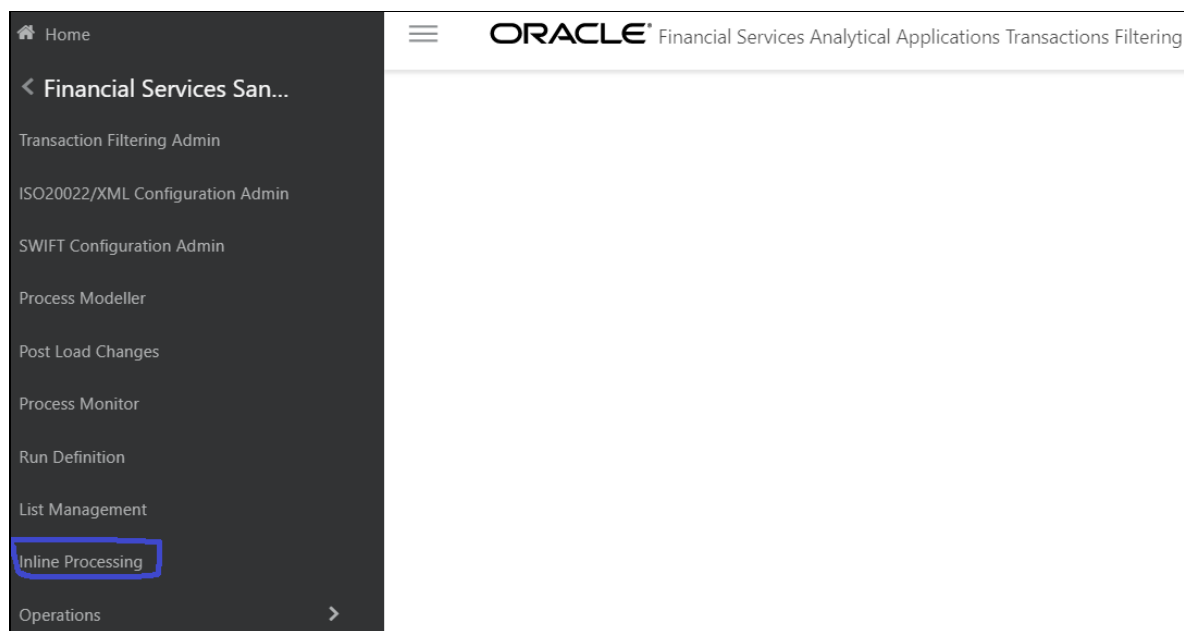 Home
ORACLE® Financial Services Analytical Applications Transactions Filtering
Financial Services San...
Transaction Filtering Admin
ISO20022/XML Configuration Admin
SWIFT Configuration Admin
Process Modeller
Post Load Changes
Process Monitor
Run Definition
List Management
Inline Processing
Operations